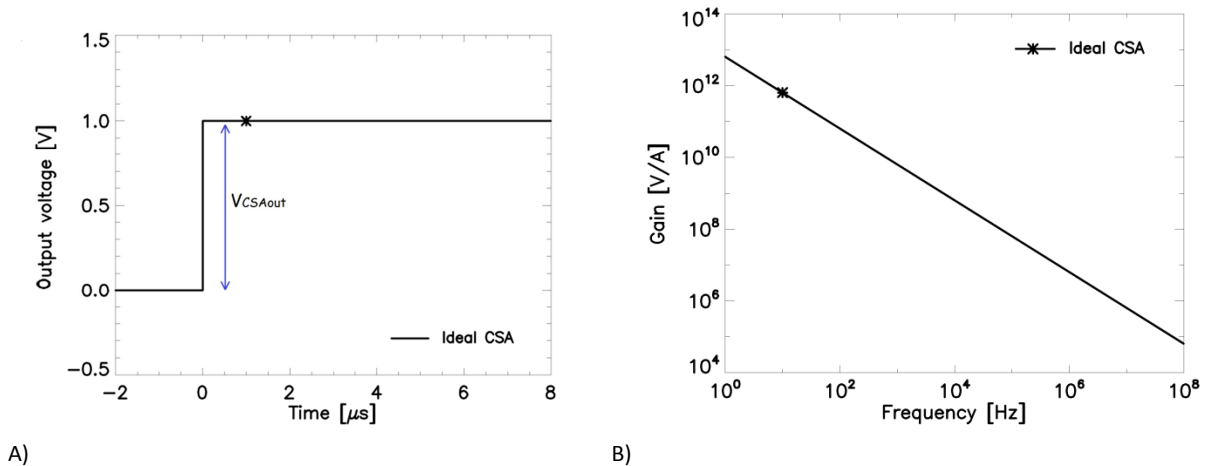 1.5
1.0
0.5
0.0
−0.5
Output voltage [V]
VCSAout
Ideal CSA
−2 0 2 4 6 8
Time [μs]
A)
10^14
10^12
10^10
10^8
10^6
10^4
Gain [V/A]
Ideal CSA
10^0 10^2 10^4 10^6 10^8
Frequency [Hz]
B)